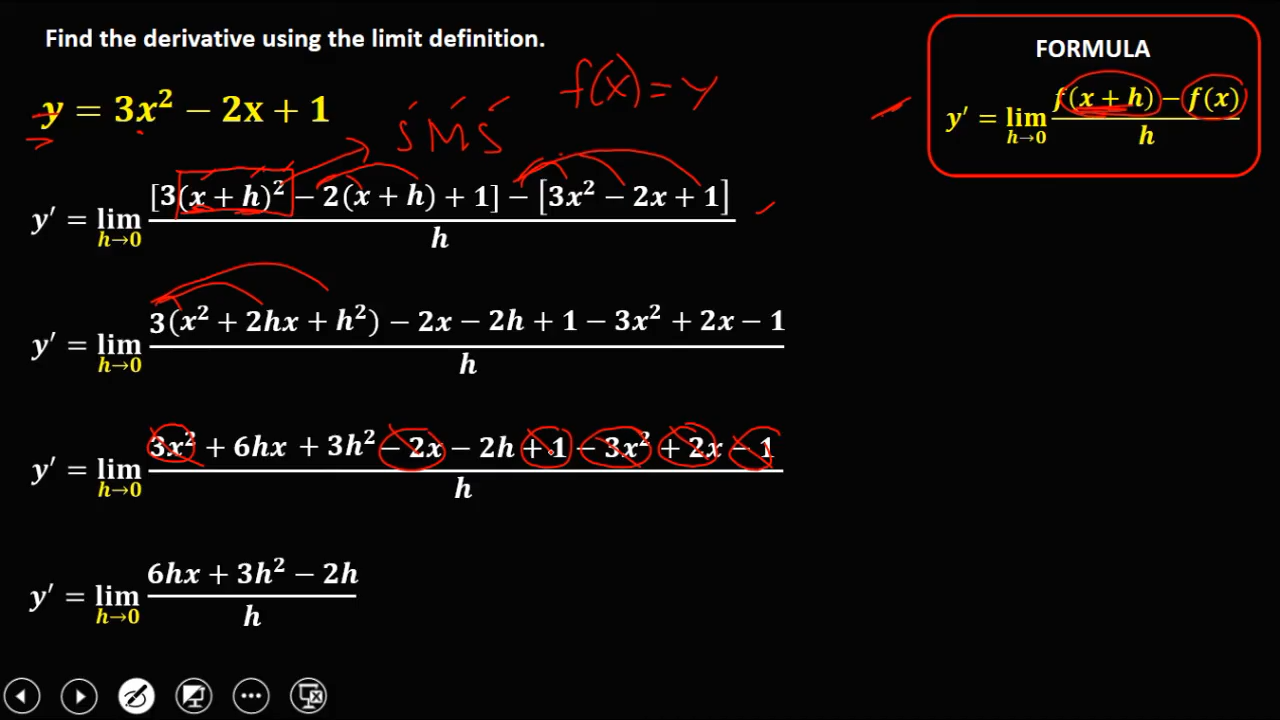 Find the derivative using the limit definition.
FORMULA
y' = lim h→0 f(x + h) − f(x) / h
y = 3x² − 2x + 1
f(x) = y
SMS
y' = lim h→0 [3(x + h)² − 2(x + h) + 1] − [3x² − 2x + 1] / h
y' = lim h→0 3(x² + 2hx + h²) − 2x − 2h + 1 − 3x² + 2x − 1 / h
y' = lim h→0 3x² + 6hx + 3h² − 2x − 2h + 1 − 3x² + 2x − 1 / h
y' = lim h→0 6hx + 3h² − 2h / h